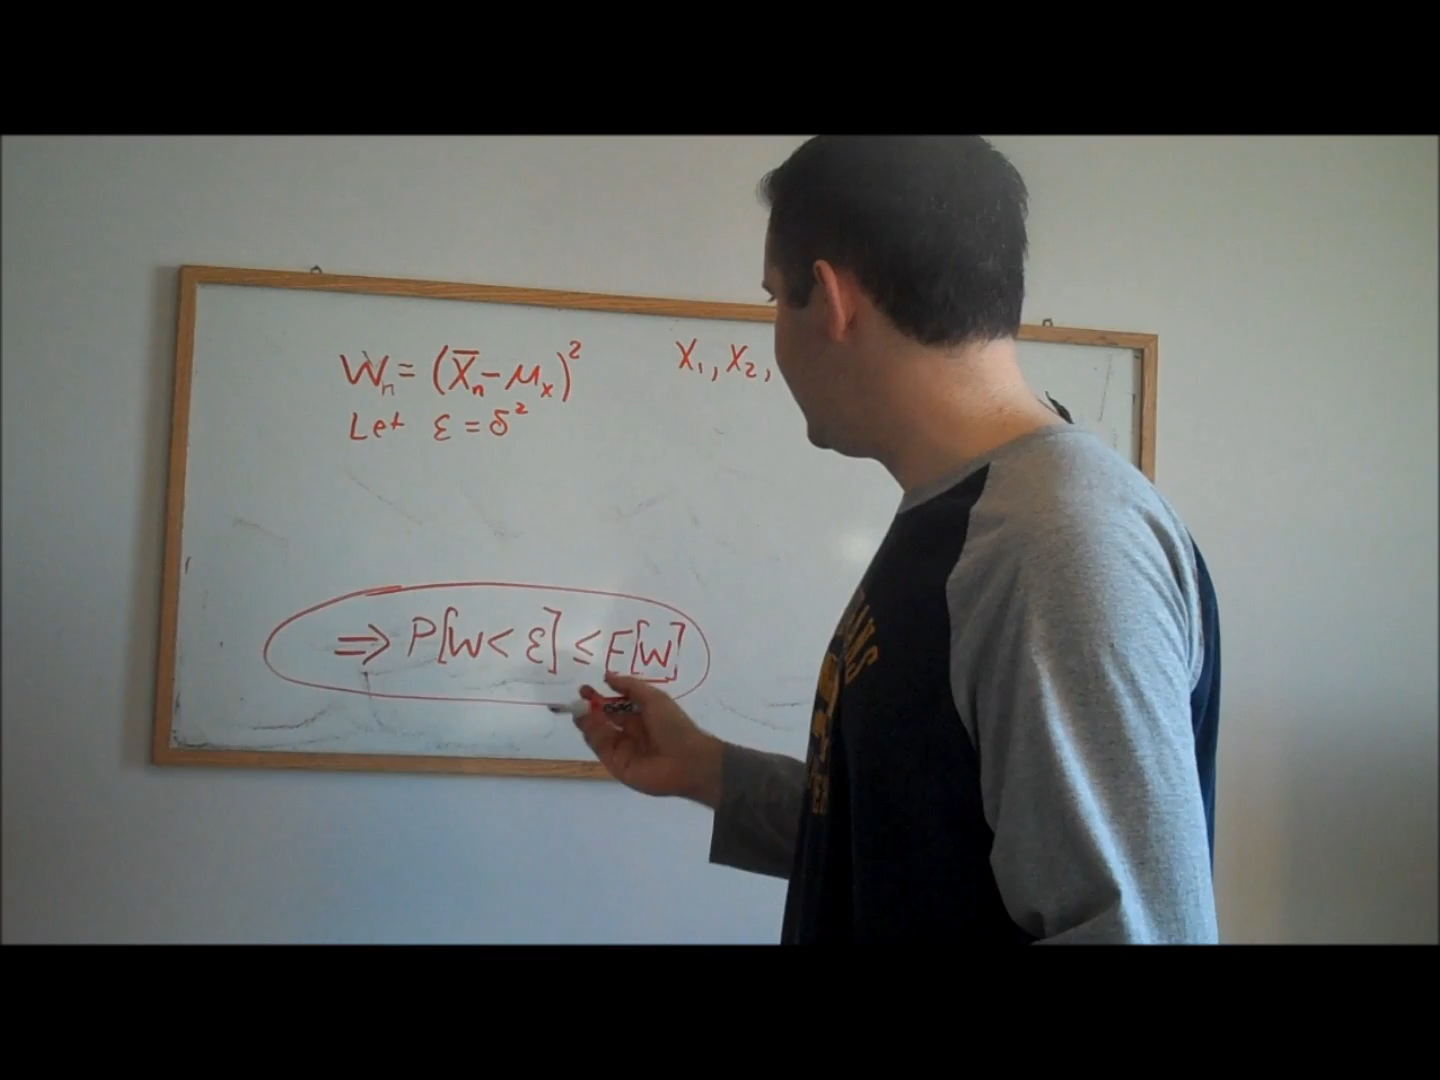 Wₙ = (X̄ₙ - μₓ)²
X₁, X₂,
Let ε = δ²
⇒ P[W < ε] ≤ E[W]